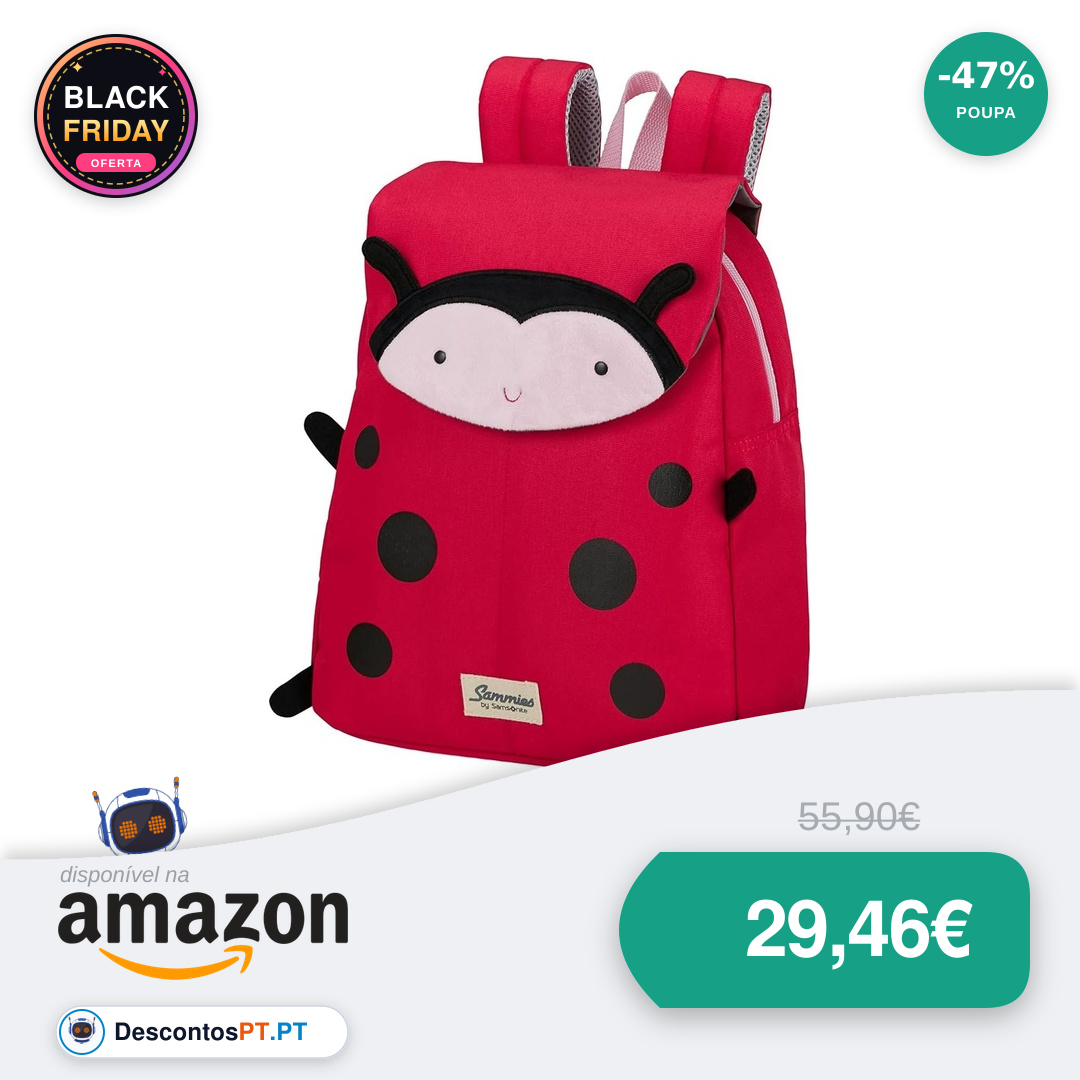 BLACK
FRIDAY
OFERTA
-47%
POUPA
Sammies
by Samsonite
55,90€
29,46€
disponível na
amazon
DescontosPT.PT